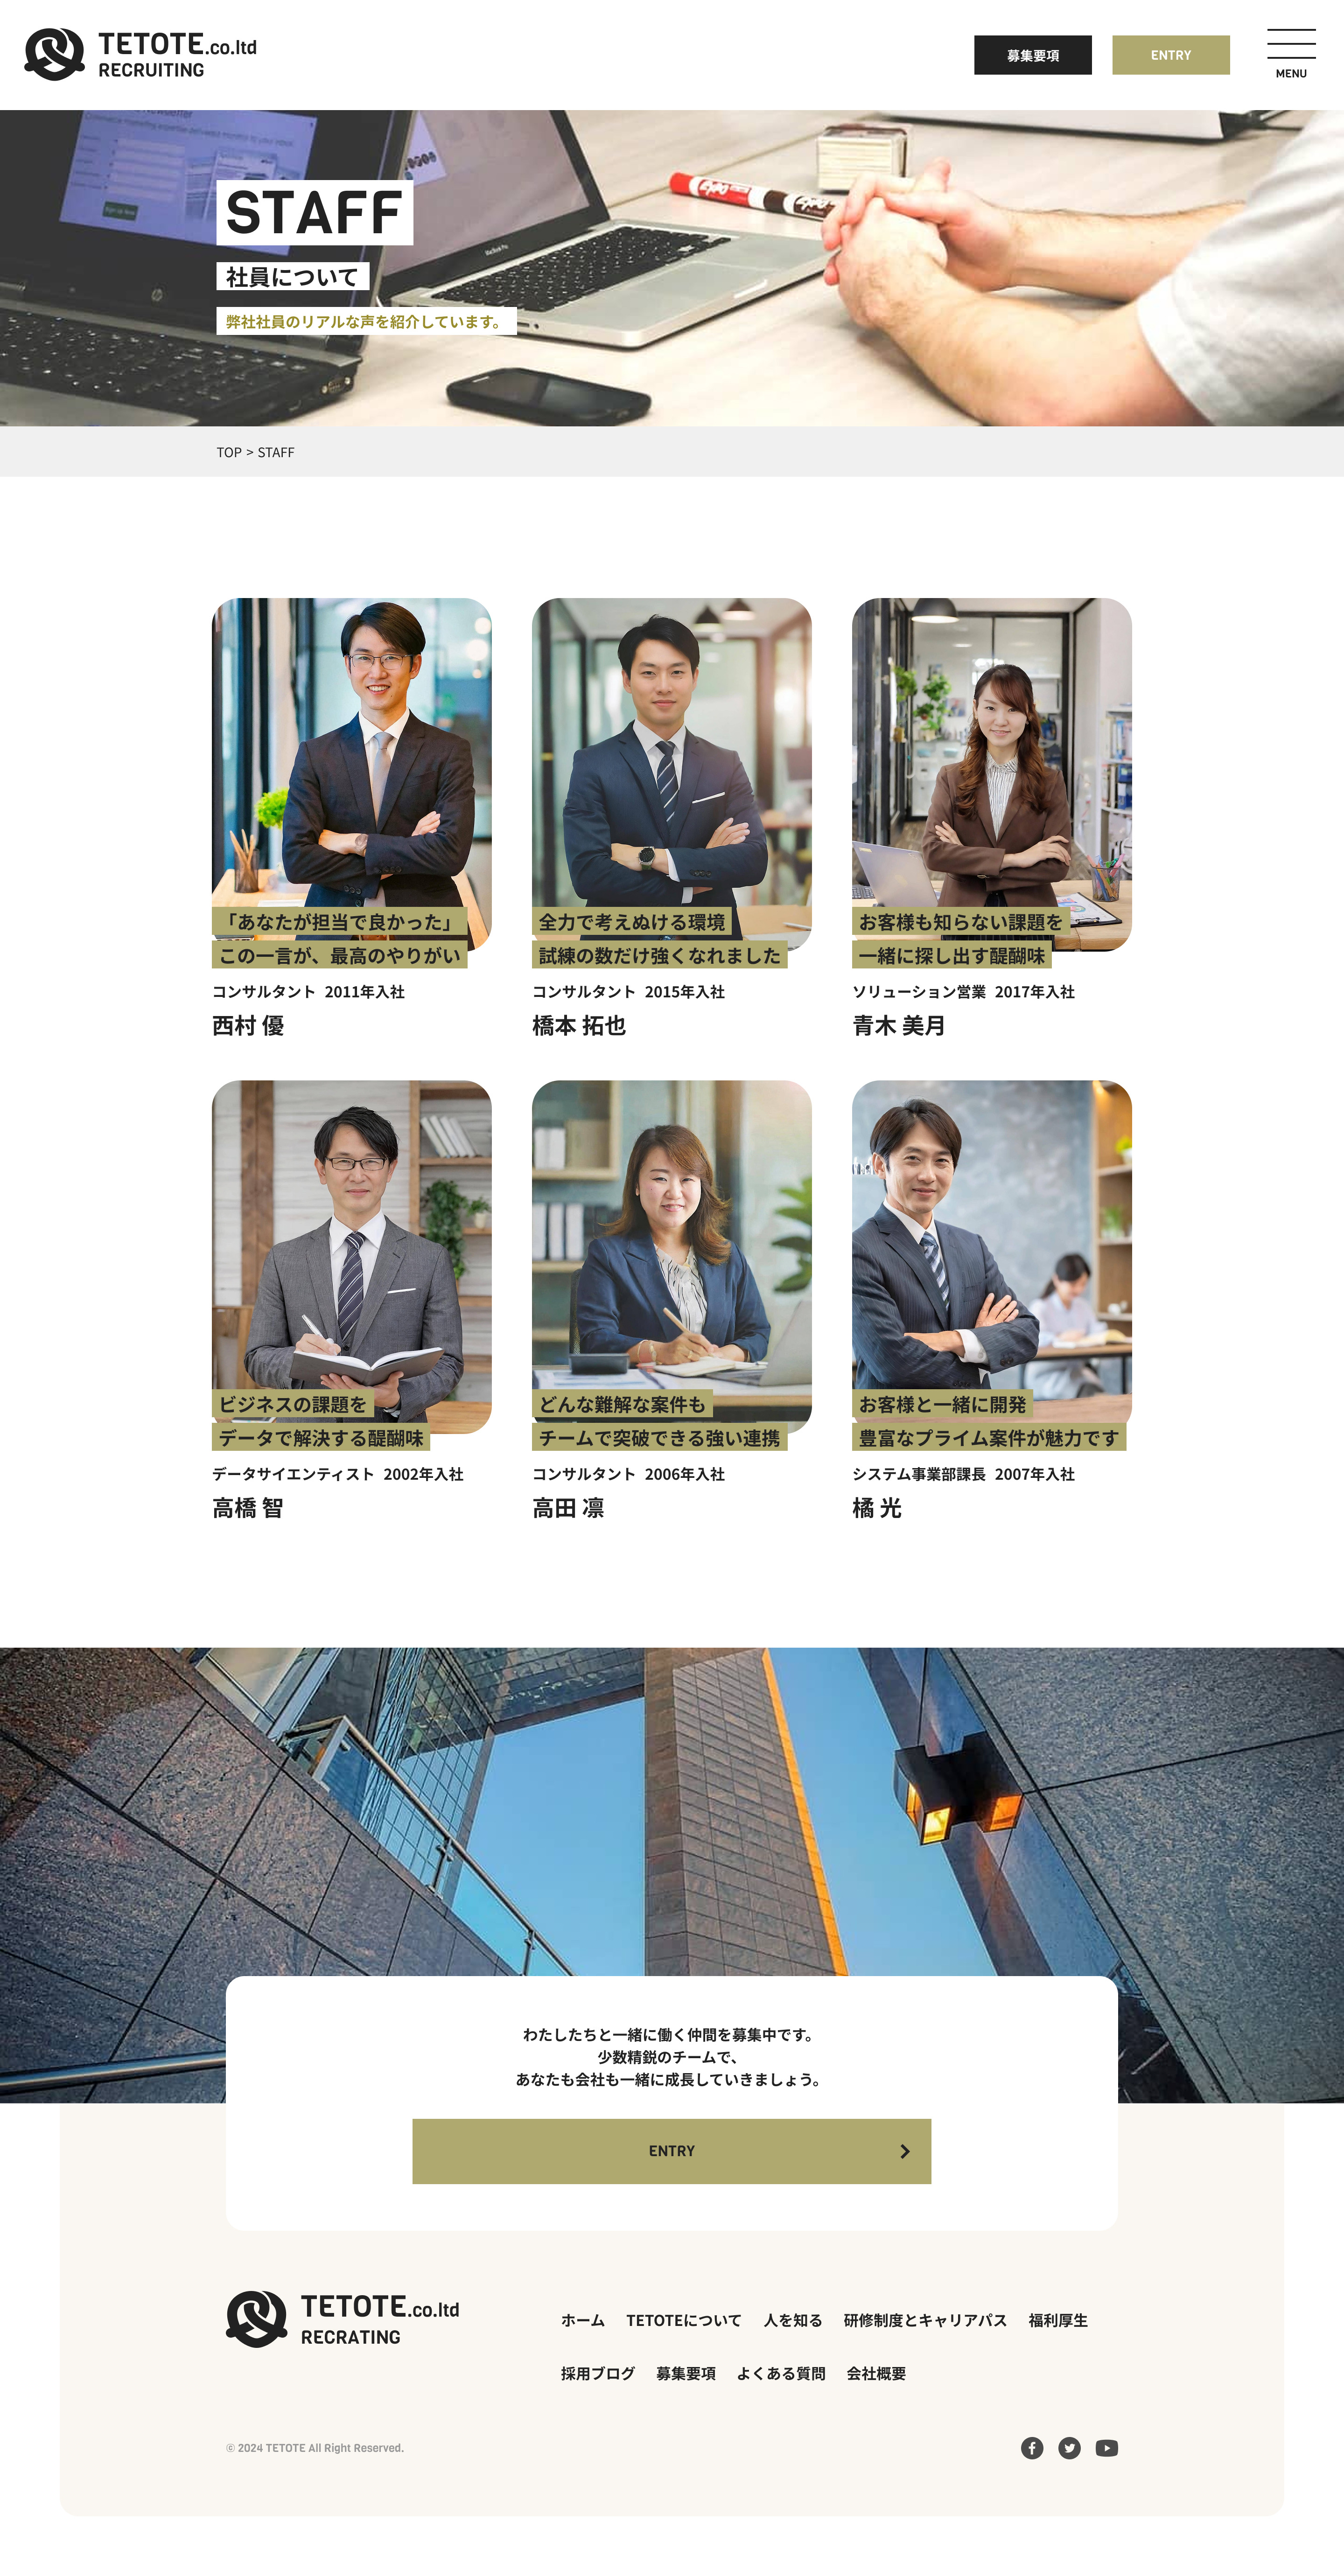 TETOTE.co.ltd
RECRUITING
募集要項
ENTRY
MENU
STAFF
社員について
弊社社員のリアルな声を紹介しています。
TOP > STAFF
「あなたが担当で良かった」
この一言が、最高のやりがい
コンサルタント 2011年入社
西村 優
全力で考えぬける環境
試練の数だけ強くなれました
コンサルタント 2015年入社
橋本 拓也
お客様も知らない課題を
一緒に探し出す醍醐味
ソリューション営業 2017年入社
青木 美月
ビジネスの課題を
データで解決する醍醐味
データサイエンティスト 2002年入社
高橋 智
どんな難解な案件も
チームで突破できる強い連携
コンサルタント 2006年入社
高田 凛
お客様と一緒に開発
豊富なプライム案件が魅力です
システム事業部課長 2007年入社
橘 光
わたしたちと一緒に働く仲間を募集中です。
少数精鋭のチームで、
あなたも会社も一緒に成長していきましょう。
ENTRY
TETOTE.co.ltd
RECRATING
ホーム TETOTEについて 人を知る 研修制度とキャリアパス 福利厚生
採用ブログ 募集要項 よくある質問 会社概要
© 2024 TETOTE All Right Reserved.